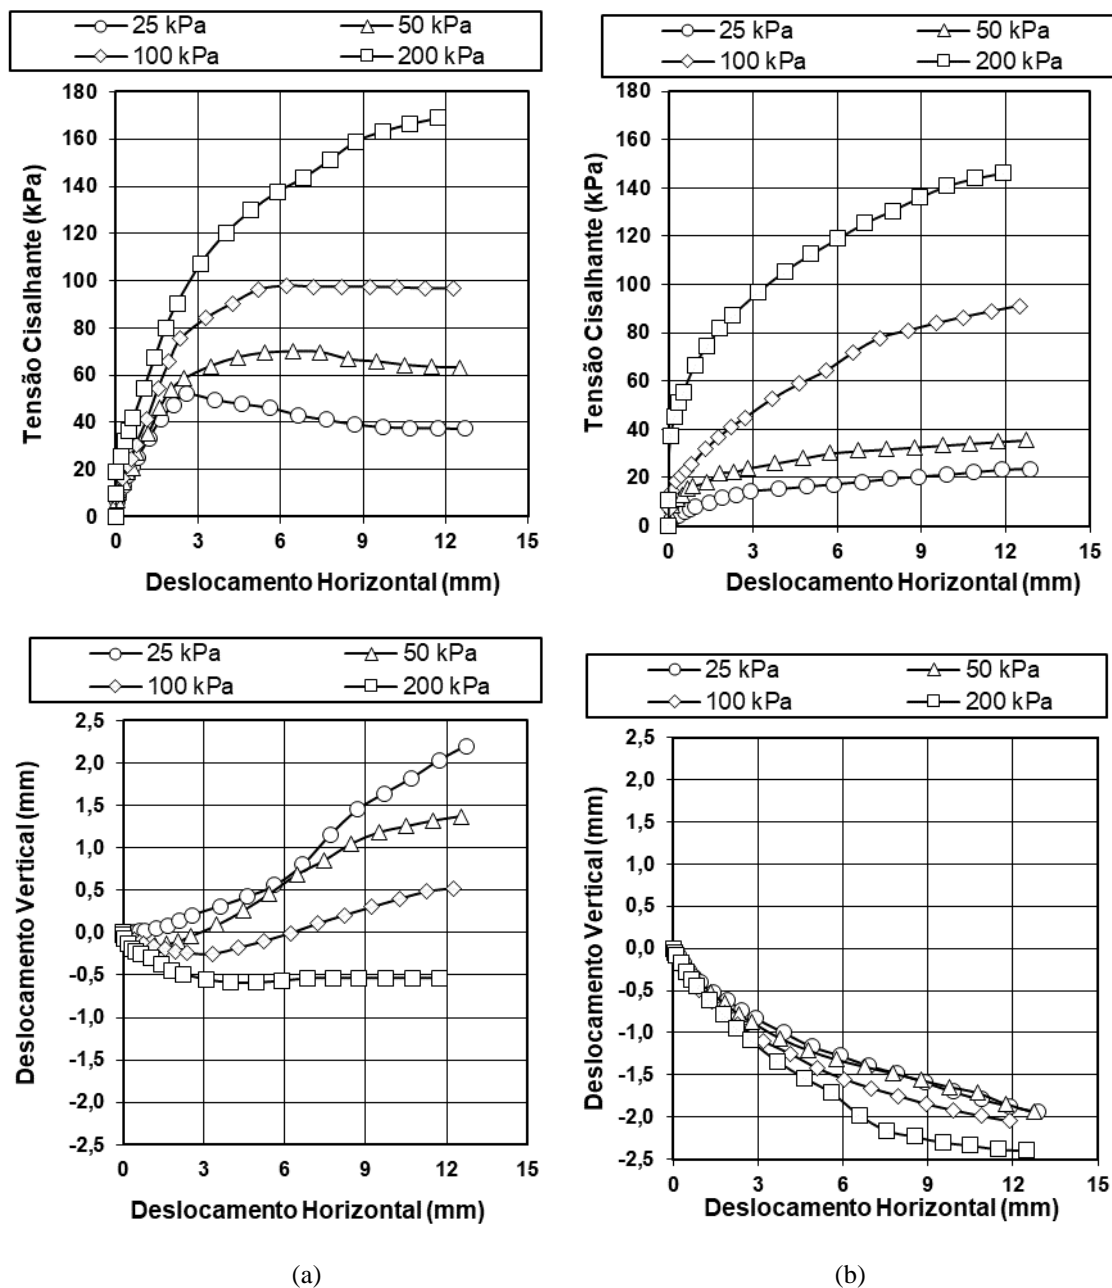 25 kPa 50 kPa
100 kPa 200 kPa
180
160
140
120
100
80
60
40
20
0
Tensão Cisalhante (kPa)
0 3 6 9 12 15
Deslocamento Horizontal (mm)
25 kPa 50 kPa
100 kPa 200 kPa
180
160
140
120
100
80
60
40
20
0
Tensão Cisalhante (kPa)
0 3 6 9 12 15
Deslocamento Horizontal (mm)
25 kPa 50 kPa
100 kPa 200 kPa
2,5
2,0
1,5
1,0
0,5
0,0
-0,5
-1,0
-1,5
-2,0
-2,5
Deslocamento Vertical (mm)
0 3 6 9 12 15
Deslocamento Horizontal (mm)
25 kPa 50 kPa
100 kPa 200 kPa
2,5
2,0
1,5
1,0
0,5
0,0
-0,5
-1,0
-1,5
-2,0
-2,5
Deslocamento Vertical (mm)
0 3 6 9 12 15
Deslocamento Horizontal (mm)
(a) (b)